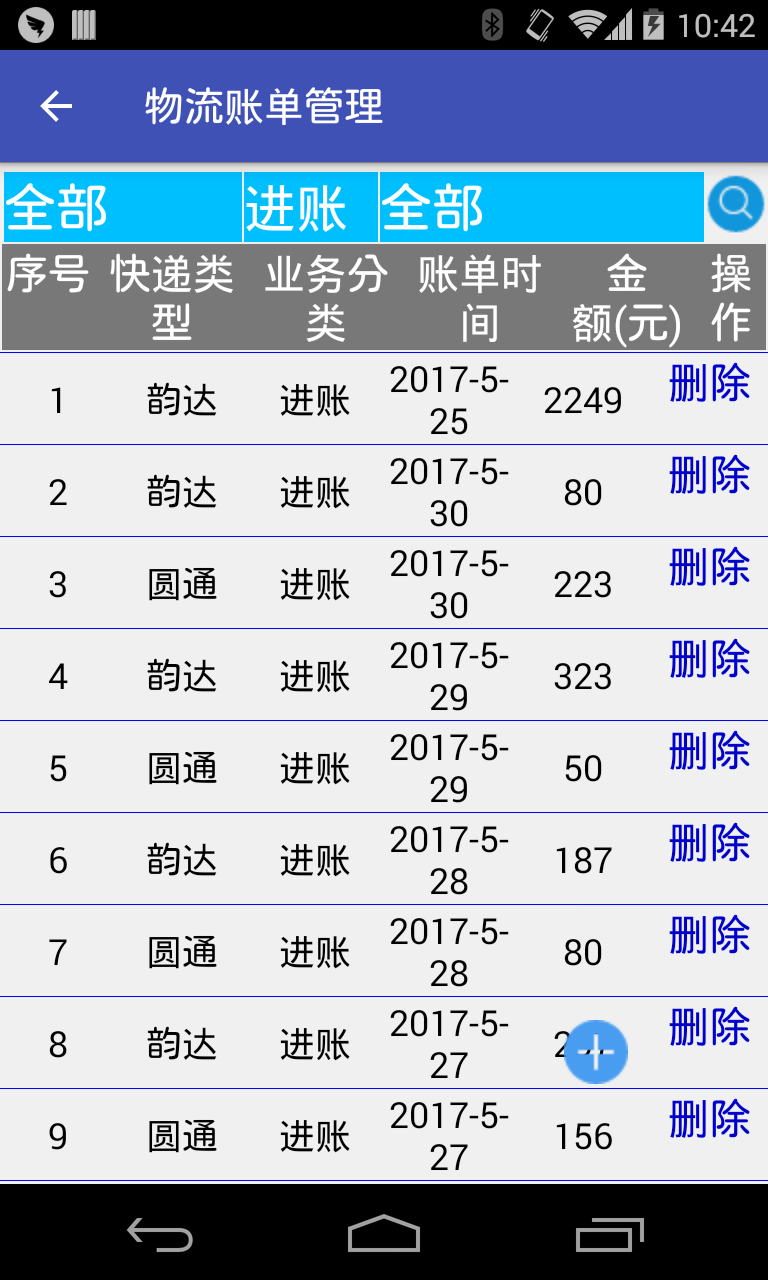 10:42
物流账单管理
全部 进账 全部
序号 快递类型 业务分类 账单时间 金额(元) 操作
1 韵达 进账 2017-5-25 2249 删除
2 韵达 进账 2017-5-30 80 删除
3 圆通 进账 2017-5-30 223 删除
4 韵达 进账 2017-5-29 323 删除
5 圆通 进账 2017-5-29 50 删除
6 韵达 进账 2017-5-28 187 删除
7 圆通 进账 2017-5-28 80 删除
8 韵达 进账 2017-5-27 删除
9 圆通 进账 2017-5-27 156 删除